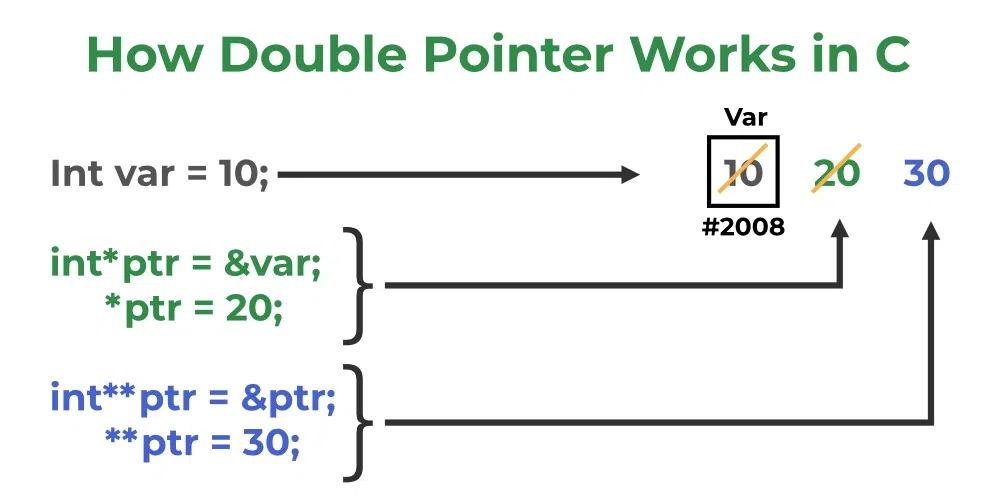 How Double Pointer Works in C
Var
Int var = 10;
10 20 30
#2008
int*ptr = &var;
*ptr = 20;
int**ptr = &ptr;
**ptr = 30;